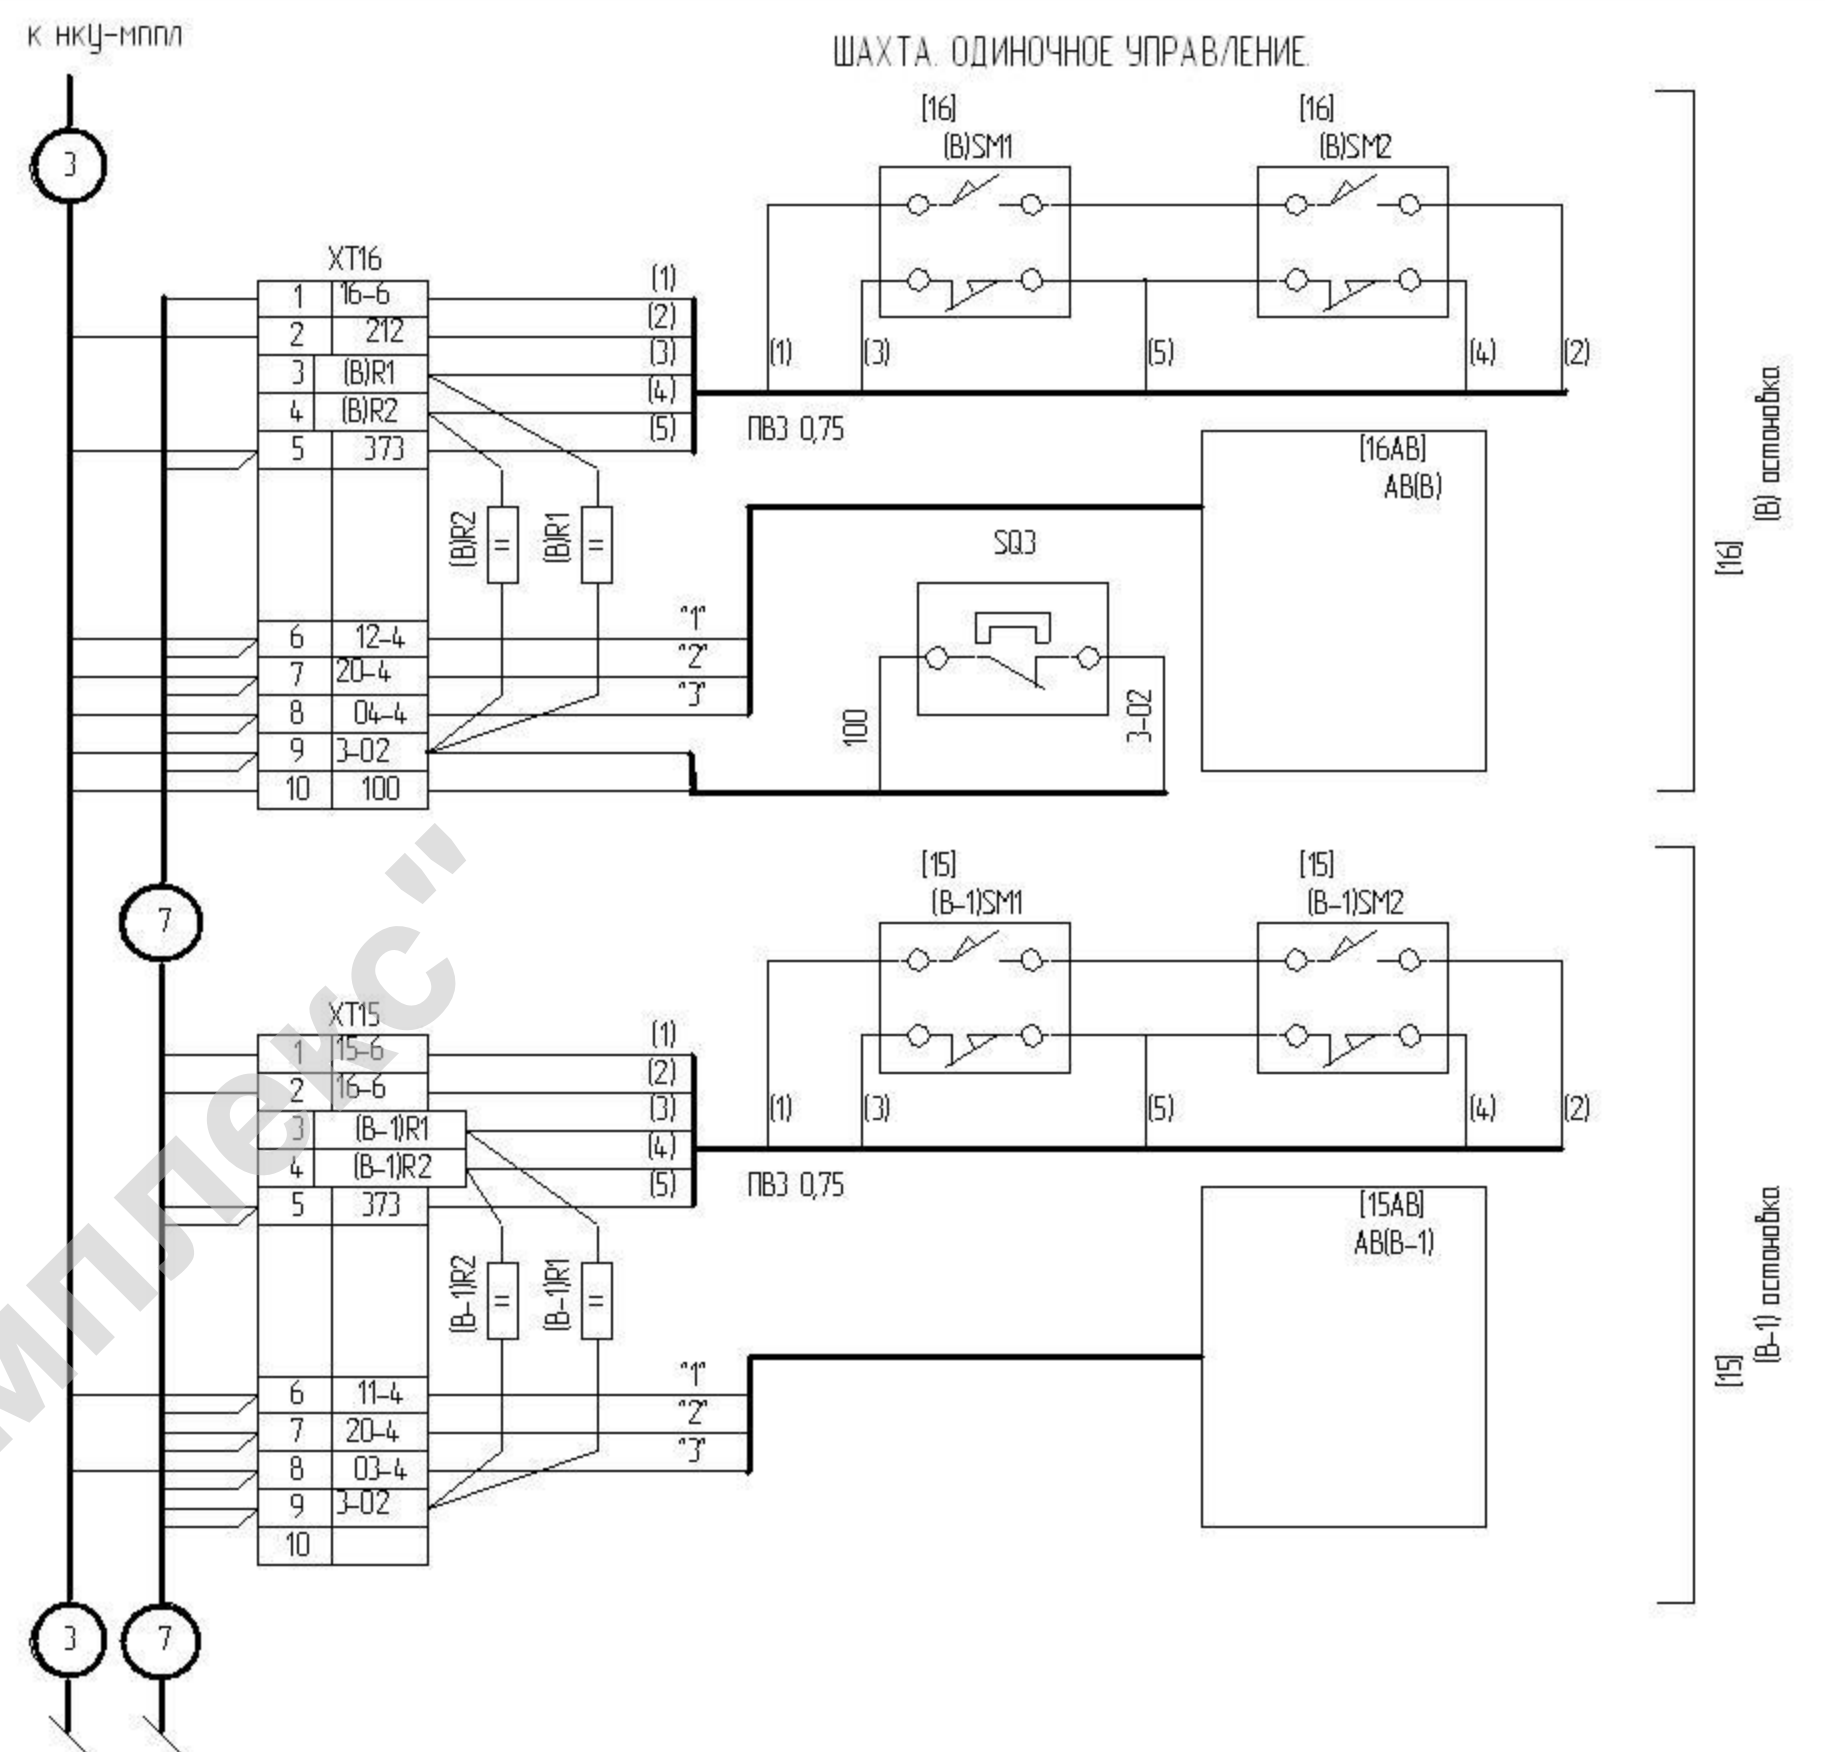 К НКУ-МППЛ
ШАХТА. ОДИНОЧНОЕ УПРАВЛЕНИЕ.
3
[16]
(В)SM1
[16]
(В)SM2
XT16
1 16-6 (1)
2 212 (2)
3 (В)R1 (3)
4 (В)R2 (4)
5 373 (5)
(1) (3) (5) (4) (2)
ПВ3 0,75
[16АВ]
АВ(В)
(В)R2
(В)R1
SQ3
6 12-4 "1"
7 20-4 "2"
8 04-4 "3"
9 3-02
10 100
100
3-02
[16]
(В) остановка
7
[15]
(В-1)SM1
[15]
(В-1)SM2
XT15
1 15-6 (1)
2 16-6 (2)
3 (В-1)R1 (3)
4 (В-1)R2 (4)
5 373 (5)
(1) (3) (5) (4) (2)
ПВ3 0,75
[15АВ]
АВ(В-1)
(В-1)R2
(В-1)R1
6 11-4 "1"
7 20-4 "2"
8 03-4 "3"
9 3-02
10
[15]
(В-1) остановка
3
7
мплекс"